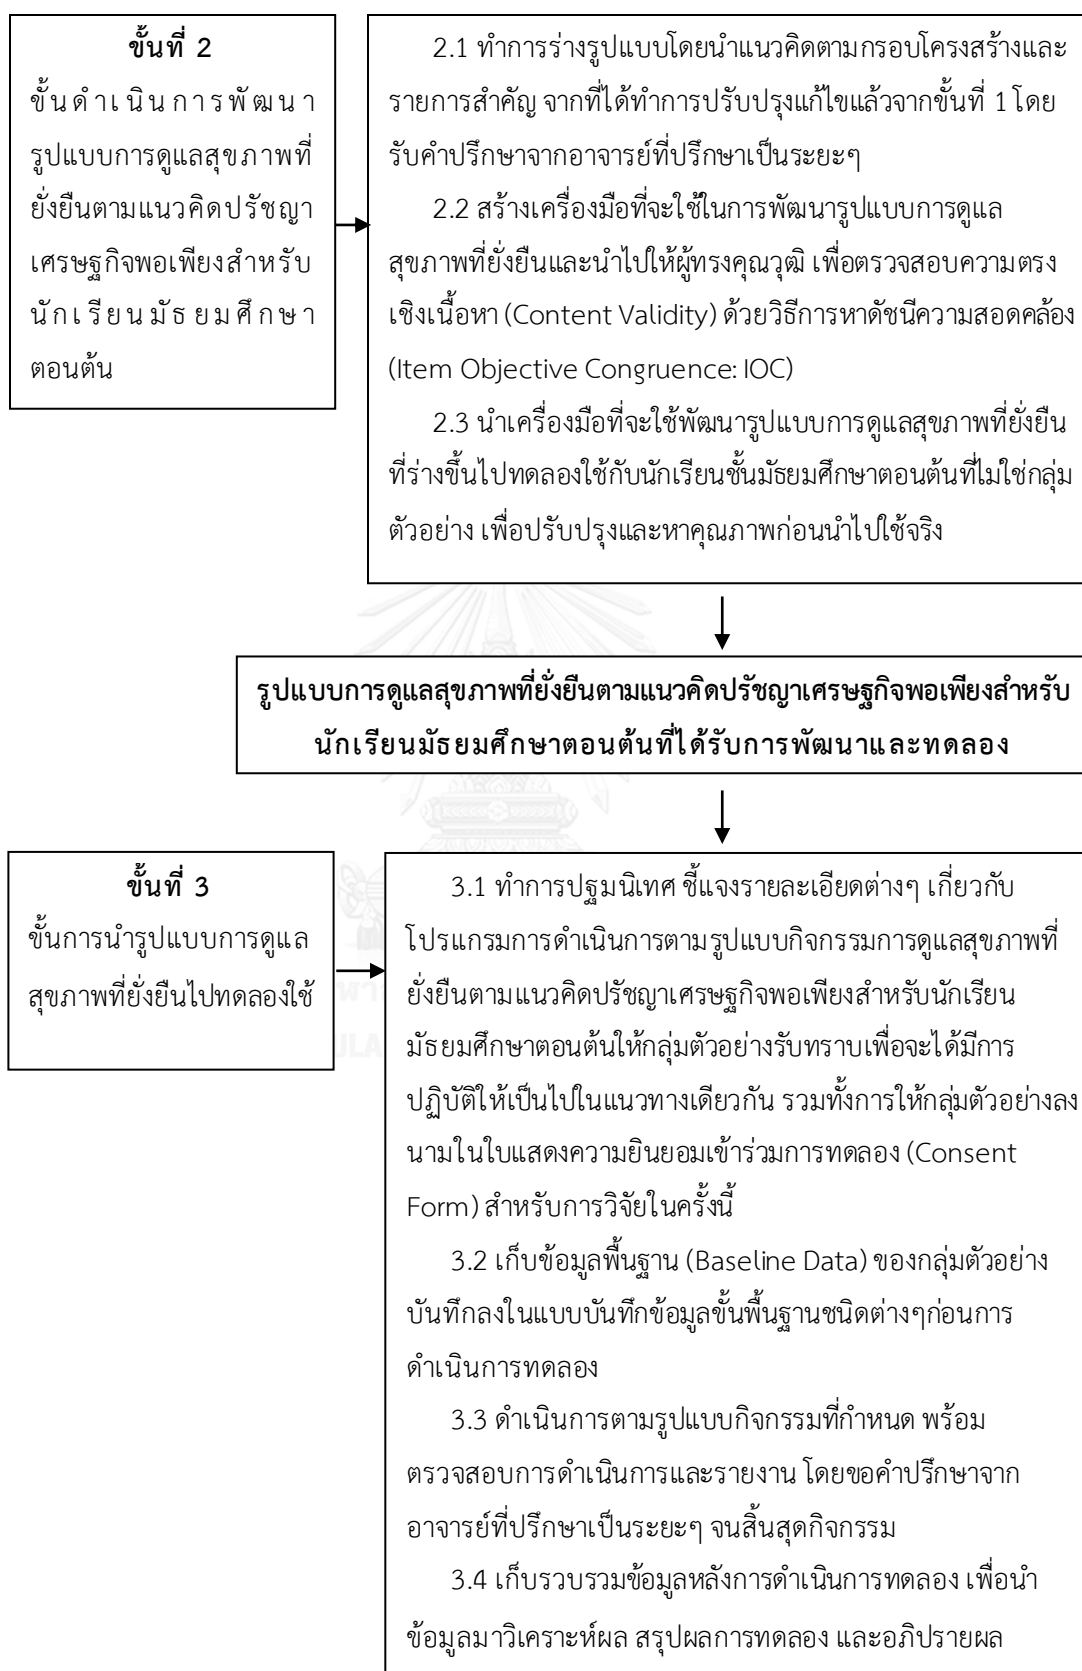 ขั้นที่ 2
ขั้นดำเนินการพัฒนา
รูปแบบการดูแลสุขภาพที่
ยั่งยืนตามแนวคิดปรัชญา
เศรษฐกิจพอเพียงสำหรับ
นักเรียนมัธยมศึกษา
ตอนต้น
2.1 ทำการร่างรูปแบบโดยนำแนวคิดตามกรอบโครงสร้างและ
รายการสำคัญ จากที่ได้ทำการปรับปรุงแก้ไขแล้วจากขั้นที่ 1 โดย
รับคำปรึกษาจากอาจารย์ที่ปรึกษาเป็นระยะๆ
2.2 สร้างเครื่องมือที่จะใช้ในการพัฒนารูปแบบการดูแล
สุขภาพที่ยั่งยืนและนำไปให้ผู้ทรงคุณวุฒิ เพื่อตรวจสอบความตรง
เชิงเนื้อหา (Content Validity) ด้วยวิธีการหาดัชนีความสอดคล้อง
(Item Objective Congruence: IOC)
2.3 นำเครื่องมือที่จะใช้พัฒนารูปแบบการดูแลสุขภาพที่ยั่งยืน
ที่ร่างขึ้นไปทดลองใช้กับนักเรียนชั้นมัธยมศึกษาตอนต้นที่ไม่ใช่กลุ่ม
ตัวอย่าง เพื่อปรับปรุงและหาคุณภาพก่อนนำไปใช้จริง
รูปแบบการดูแลสุขภาพที่ยั่งยืนตามแนวคิดปรัชญาเศรษฐกิจพอเพียงสำหรับ
นักเรียนมัธยมศึกษาตอนต้นที่ได้รับการพัฒนาและทดลอง
ขั้นที่ 3
ขั้นการนำรูปแบบการดูแล
สุขภาพที่ยั่งยืนไปทดลองใช้
3.1 ทำการปฐมนิเทศ ชี้แจงรายละเอียดต่างๆ เกี่ยวกับ
โปรแกรมการดำเนินการตามรูปแบบกิจกรรมการดูแลสุขภาพที่
ยั่งยืนตามแนวคิดปรัชญาเศรษฐกิจพอเพียงสำหรับนักเรียน
มัธยมศึกษาตอนต้นให้กลุ่มตัวอย่างรับทราบเพื่อจะได้มีการ
ปฏิบัติให้เป็นไปในแนวทางเดียวกัน รวมทั้งการให้กลุ่มตัวอย่างลง
นามในใบแสดงความยินยอมเข้าร่วมการทดลอง (Consent
Form) สำหรับการวิจัยในครั้งนี้
3.2 เก็บข้อมูลพื้นฐาน (Baseline Data) ของกลุ่มตัวอย่าง
บันทึกลงในแบบบันทึกข้อมูลขั้นพื้นฐานชนิดต่างๆก่อนการ
ดำเนินการทดลอง
3.3 ดำเนินการตามรูปแบบกิจกรรมที่กำหนด พร้อม
ตรวจสอบการดำเนินการและรายงาน โดยขอคำปรึกษาจาก
อาจารย์ที่ปรึกษาเป็นระยะๆ จนสิ้นสุดกิจกรรม
3.4 เก็บรวบรวมข้อมูลหลังการดำเนินการทดลอง เพื่อนำ
ข้อมูลมาวิเคราะห์ผล สรุปผลการทดลอง และอภิปรายผล